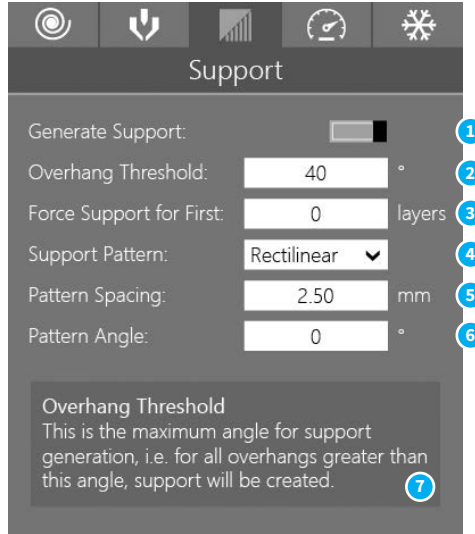 Support
Generate Support: 1
Overhang Threshold: 40 ° 2
Force Support for First: 0 layers 3
Support Pattern: Rectilinear 4
Pattern Spacing: 2.50 mm 5
Pattern Angle: 0 ° 6
Overhang Threshold
This is the maximum angle for support
generation, i.e. for all overhangs greater than
this angle, support will be created. 7